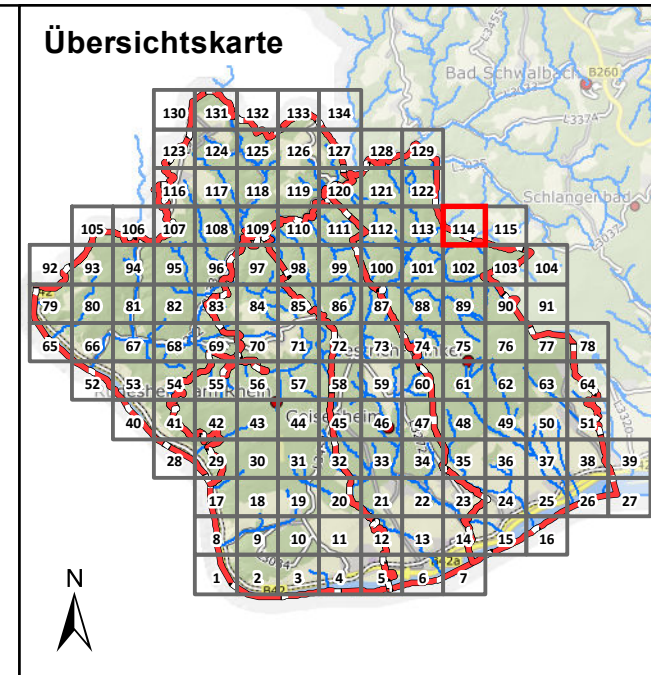 Übersichtskarte
Bad Schwalbach
B260
L3455
L3374
L3035
Schlangenbad
L3037
130 131 132 133 134
123 124 125 126 127 128 129
116 117 118 119 120 121 122
105 106 107 108 109 110 111 112 113 114 115
92 93 94 95 96 97 98 99 100 101 102 103 104
79 80 81 82 83 84 85 86 87 88 89 90 91
65 66 67 68 69 70 71 72 73 74 75 76 77 78
52 53 54 55 56 57 58 59 60 61 62 63 64
L3320
40 41 42 43 44 45 46 47 48 49 50 51
Geisenheim
28 29 30 31 32 33 34 35 36 37 38 39
17 18 19 20 21 22 23 24 25 26 27
8 9 10 11 12 13 14 15 16
L3034
1 2 3 4 5 6 7
B42
B42a
N